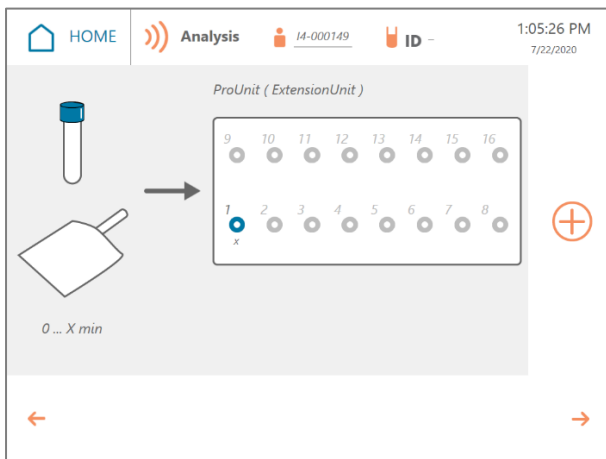 HOME Analysis I4-000149 ID – 1:05:26 PM
7/22/2020
ProUnit ( ExtensionUnit )
9 10 11 12 13 14 15 16
1 2 3 4 5 6 7 8
x
0 ... X min